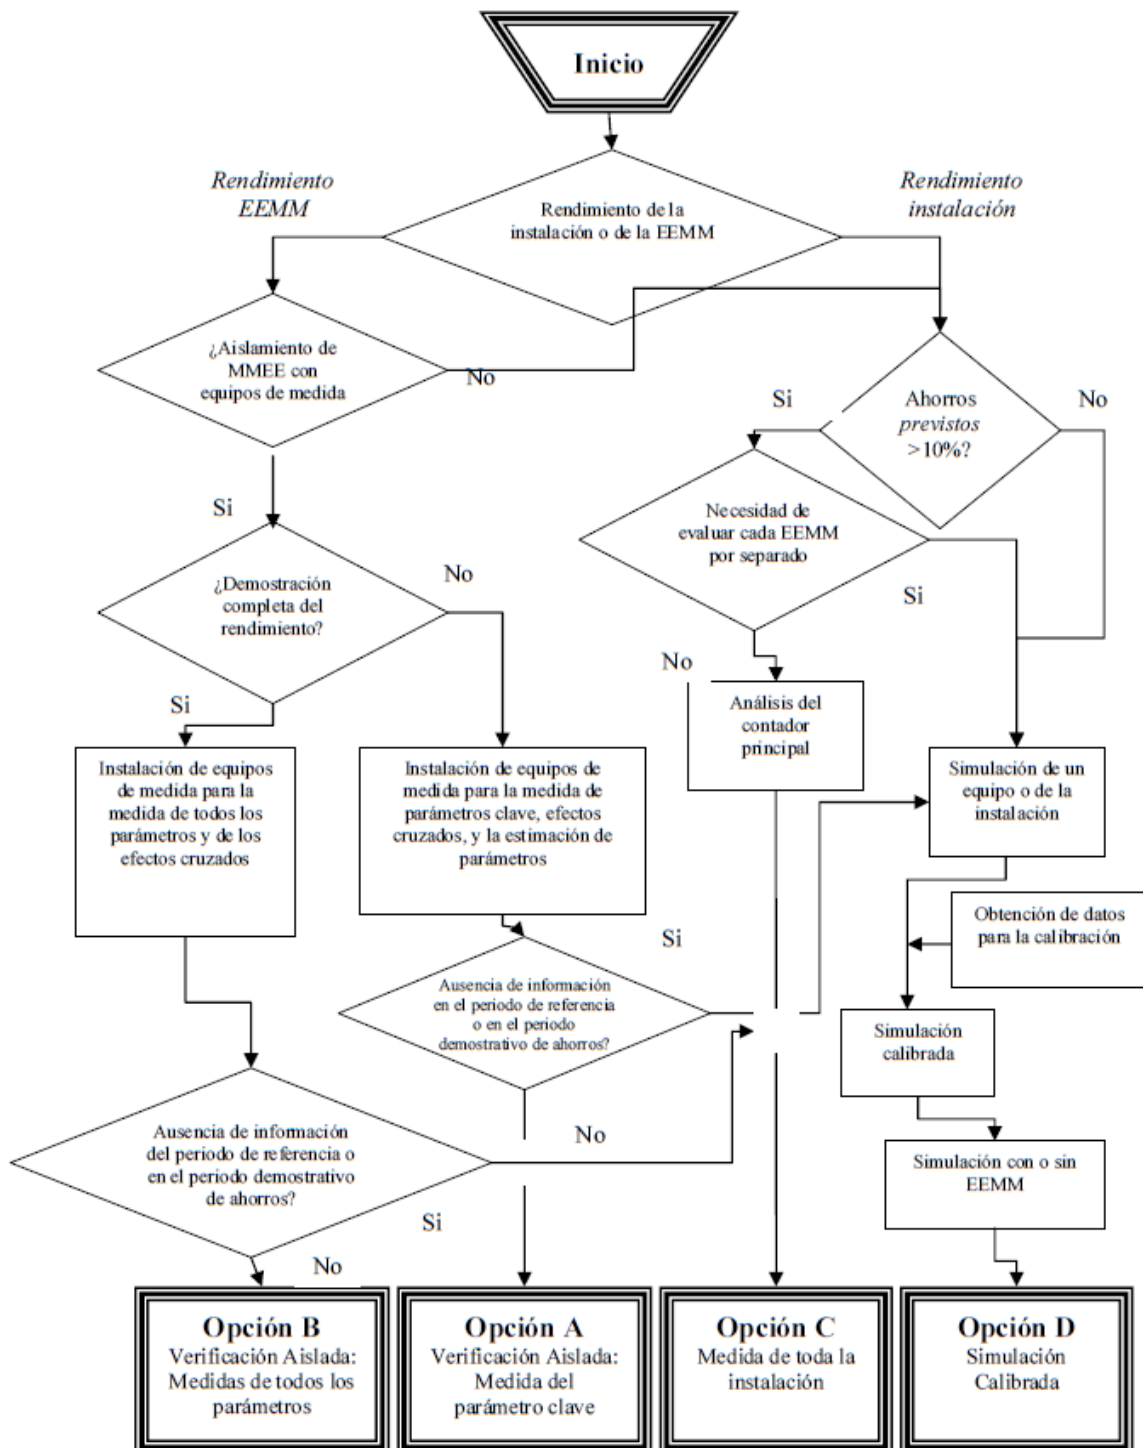 Inicio
Rendimiento
EEMM
Rendimiento
instalación
Rendimiento de la
instalación o de la EEMM
¿Aislamiento de
MMEE con
equipos de medida
No
Si
Ahorros
previstos
>10%?
No
Necesidad de
evaluar cada EEMM
por separado
Si
Si
¿Demostración
completa del
rendimiento?
No
Si
No
Análisis del
contador
principal
Instalación de equipos
de medida para la
medida de todos los
parámetros y de los
efectos cruzados
Instalación de equipos de
medida para la medida de
parámetros clave, efectos
cruzados, y la estimación de
parámetros
Simulación de un
equipo o de la
instalación
Obtención de datos
para la calibración
Si
Ausencia de información
en el periodo de referencia
o en el periodo
demostrativo de ahorros?
Simulación
calibrada
Ausencia de información
del periodo de referencia o
en el periodo demostrativo
de ahorros?
No
Simulación con o sin
EEMM
Si
No
Opción B
Verificación Aislada:
Medidas de todos los
parámetros
Opción A
Verificación Aislada:
Medida del
parámetro clave
Opción C
Medida de toda la
instalación
Opción D
Simulación
Calibrada